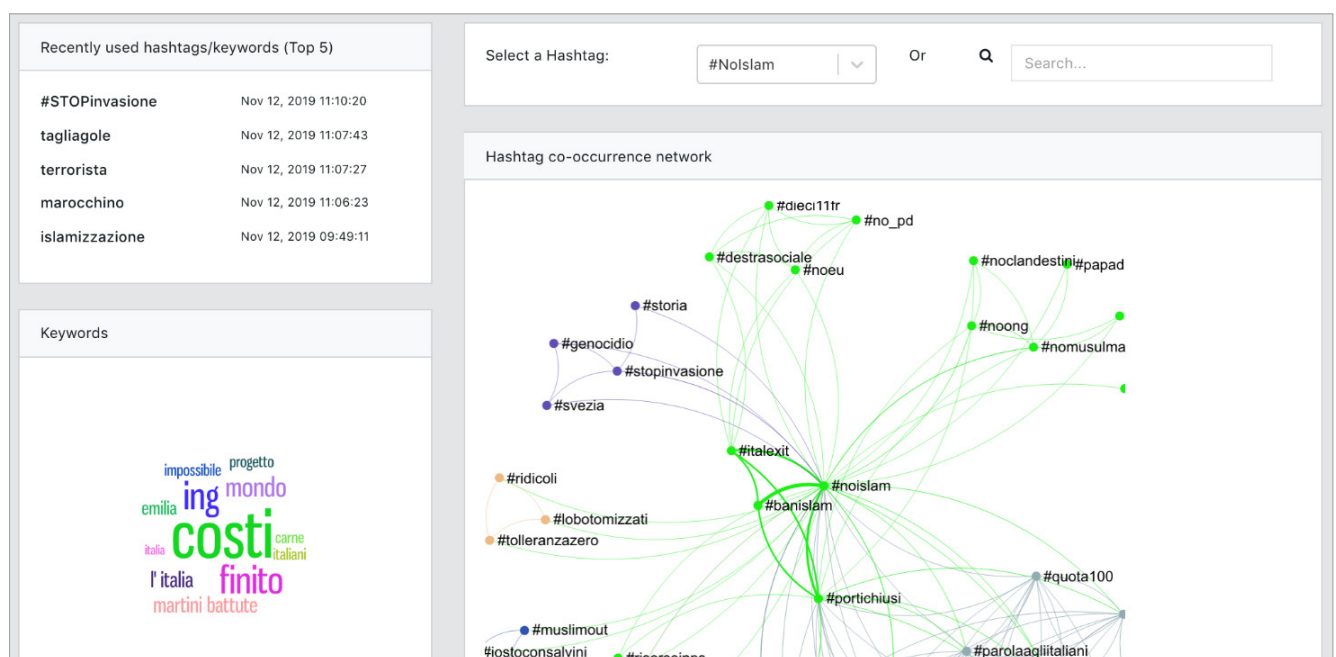 Recently used hashtags/keywords (Top 5)
#STOPinvasione Nov 12, 2019 11:10:20
tagliagole Nov 12, 2019 11:07:43
terrorista Nov 12, 2019 11:07:27
marocchino Nov 12, 2019 11:06:23
islamizzazione Nov 12, 2019 09:49:11
Keywords
impossibile progetto
emilia ing mondo
costi
italia carne
italiani
l' italia finito
martini battute
Select a Hashtag: #NoIslam Or Search...
Hashtag co-occurrence network
#dieci11fr
#no_pd
#destrasociale
#noeu
#noclandestini
#papad
#storia
#noong
#genocidio
#nomusulma
#stopinvasione
#svezia
#italexit
#ridicoli
#noislam
#banislam
#lobotomizzati
#tolleranzazero
#quota100
#portichiusi
#muslimout
#iostoconsalvini
#parolaagliitaliani